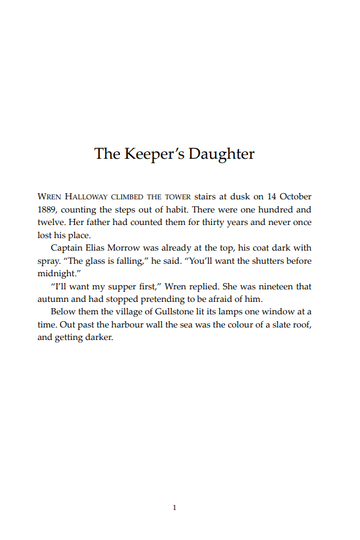 The Keeper's Daughter
WREN HALLOWAY CLIMBED THE TOWER stairs at dusk on 14 October
1889, counting the steps out of habit. There were one hundred and
twelve. Her father had counted them for thirty years and never once
lost his place.
Captain Elias Morrow was already at the top, his coat dark with
spray. “The glass is falling,” he said. “You’ll want the shutters before
midnight.”
“I’ll want my supper first,” Wren replied. She was nineteen that
autumn and had stopped pretending to be afraid of him.
Below them the village of Gullstone lit its lamps one window at a
time. Out past the harbour wall the sea was the colour of a slate roof,
and getting darker.
1